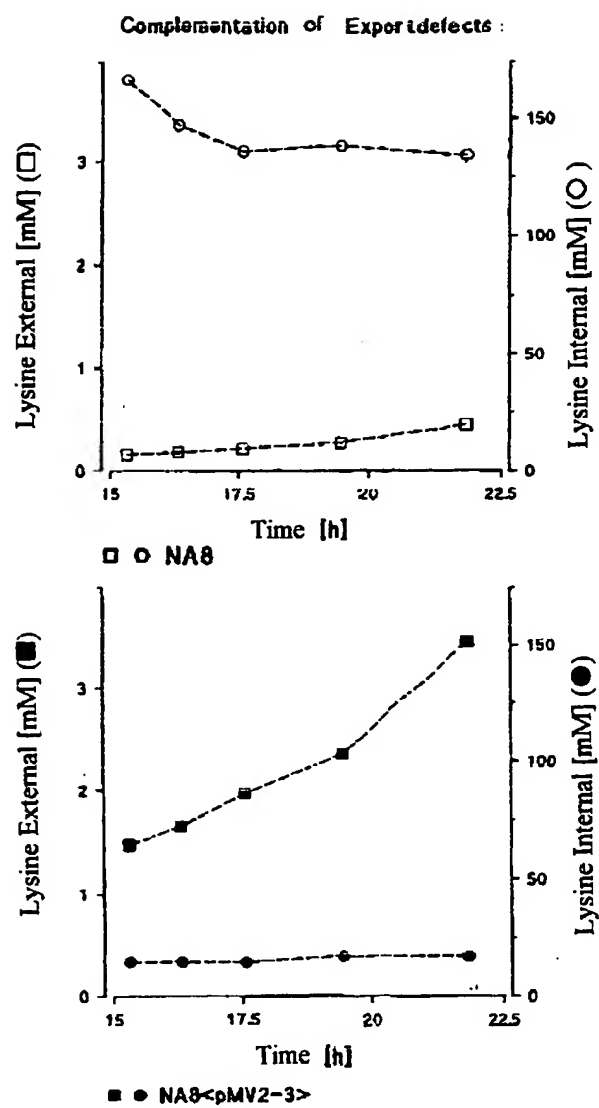 Complementation of Exportdefects :
Lysine External [mM] (□)
3
2
1
0
150
100
50
0
Lysine Internal [mM] (○)
15
17.5
20
22.5
Time [h]
□ ○ NA8
Lysine External [mM] (■)
3
2
1
0
150
100
50
0
Lysine Internal [mM] (●)
15
17.5
20
22.5
Time [h]
■ ● NA8<pMV2-3>